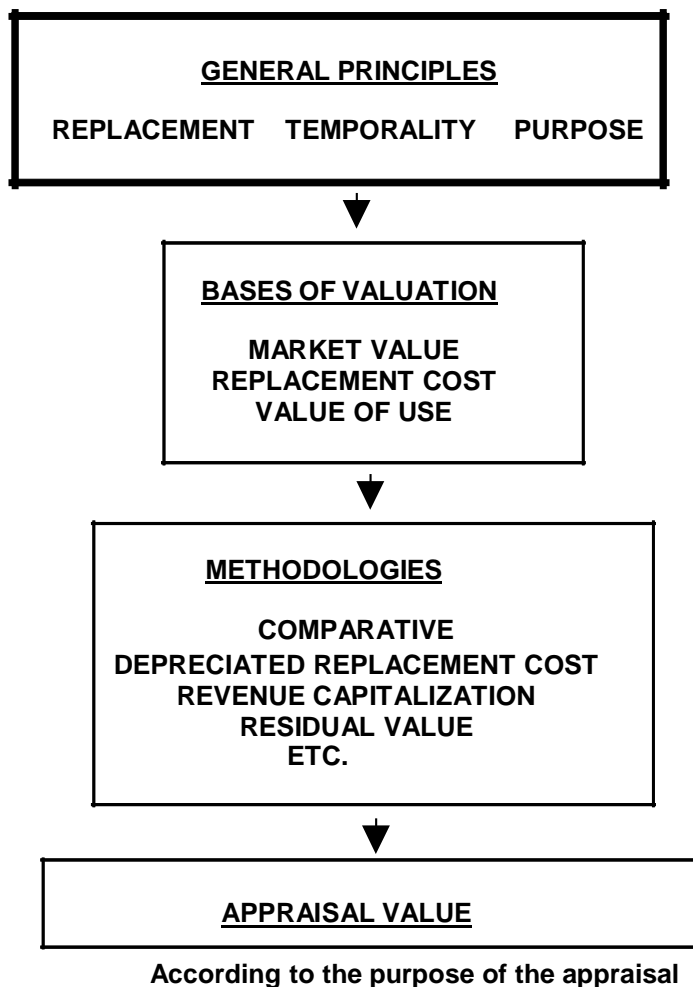 GENERAL PRINCIPLES
REPLACEMENT TEMPORALITY PURPOSE
BASES OF VALUATION
MARKET VALUE
REPLACEMENT COST
VALUE OF USE
METHODOLOGIES
COMPARATIVE
DEPRECIATED REPLACEMENT COST
REVENUE CAPITALIZATION
RESIDUAL VALUE
ETC.
APPRAISAL VALUE
According to the purpose of the appraisal